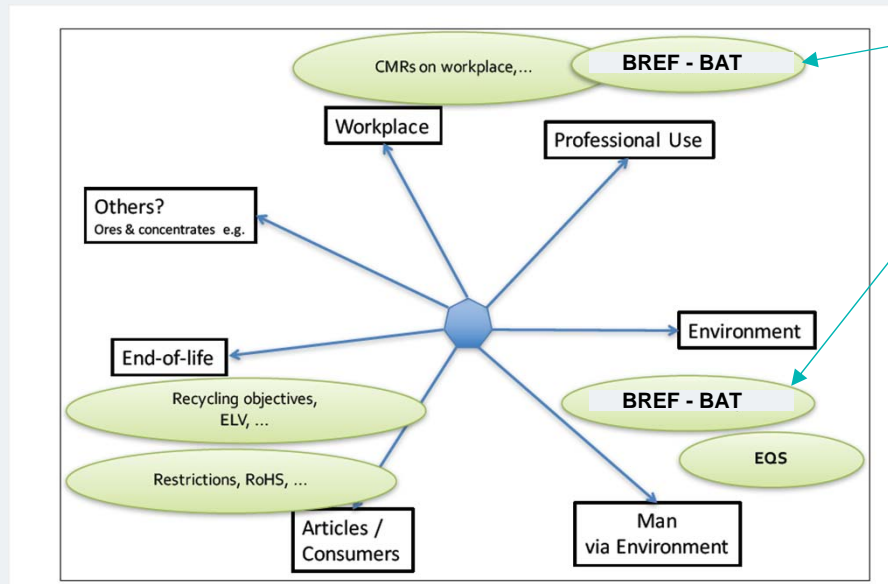 CMRs on workplace,...
BREF - BAT
Workplace
Professional Use
Others?
Ores & concentrates e.g.
Environment
End-of-life
Recycling objectives,
ELV, ...
BREF - BAT
EQS
Restrictions, RoHS, ...
Articles /
Consumers
Man
via Environment